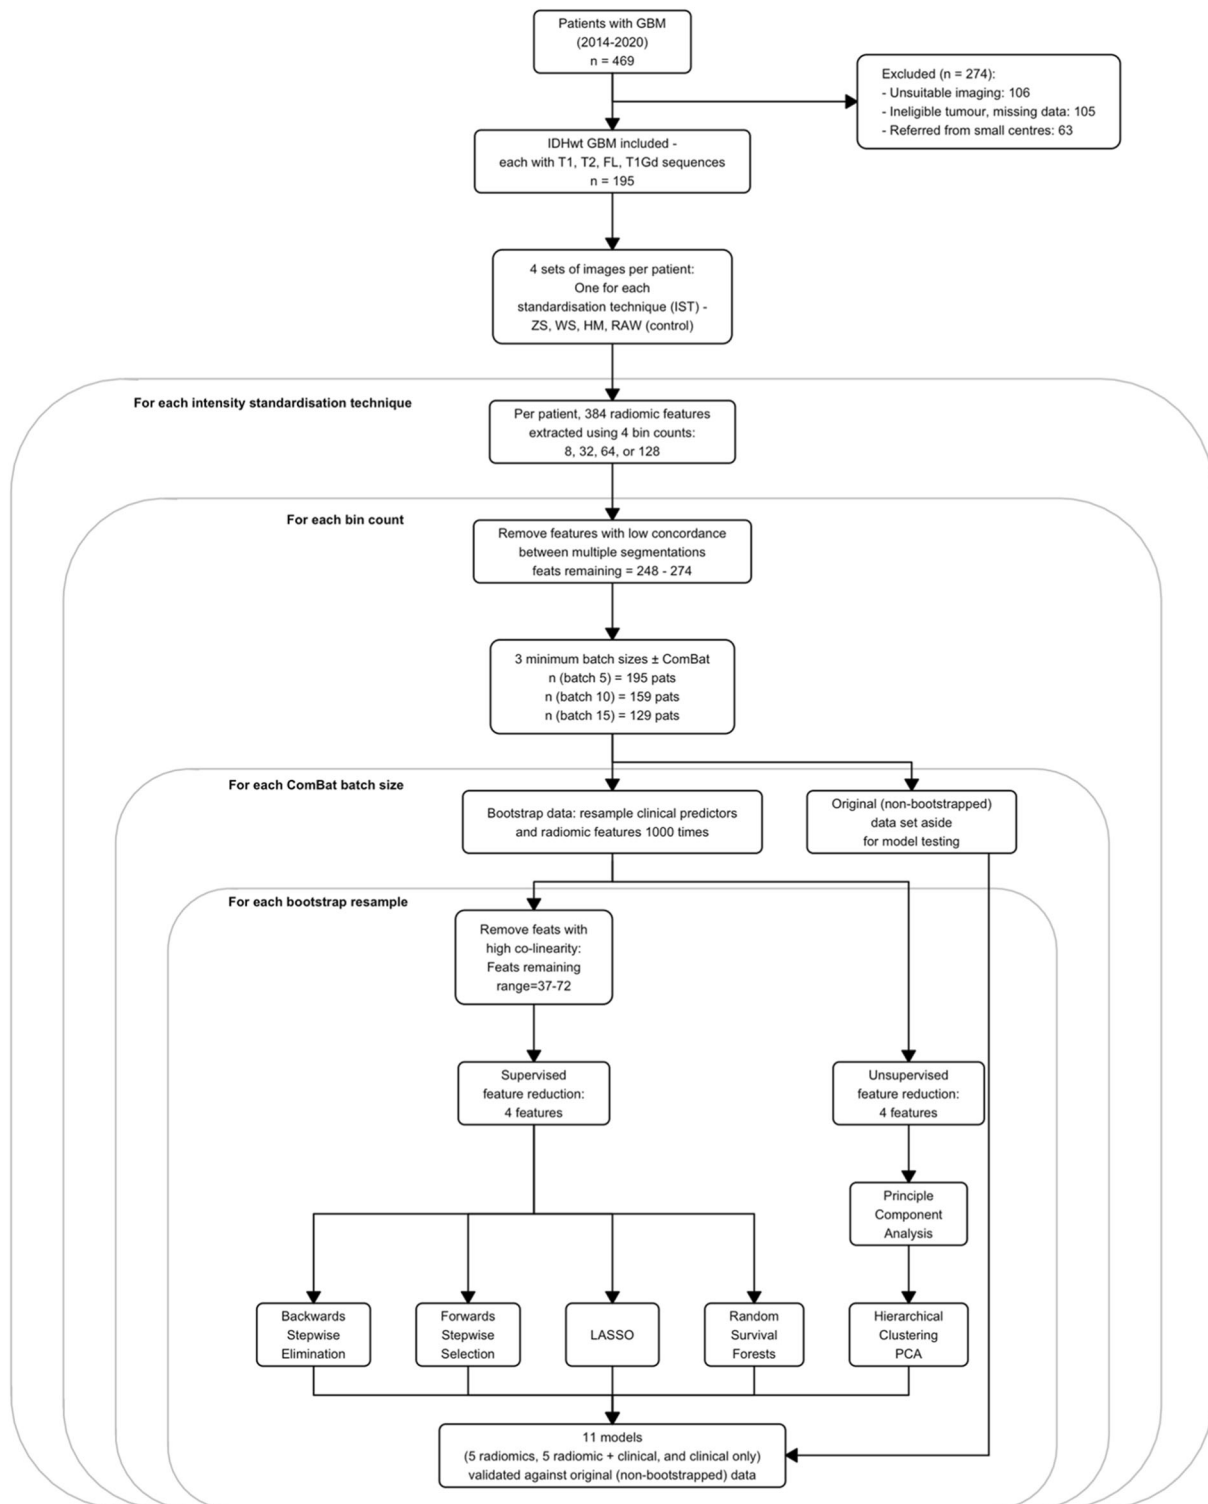 Patients with GBM
(2014-2020)
n = 469
Excluded (n = 274):
- Unsuitable imaging: 106
- Ineligible tumour, missing data: 105
- Referred from small centres: 63
IDHwt GBM included -
each with T1, T2, FL, T1Gd sequences
n = 195
4 sets of images per patient:
One for each
standardisation technique (IST) -
ZS, WS, HM, RAW (control)
For each intensity standardisation technique
Per patient, 384 radiomic features
extracted using 4 bin counts:
8, 32, 64, or 128
For each bin count
Remove features with low concordance
between multiple segmentations
feats remaining = 248 - 274
3 minimum batch sizes ± ComBat
n (batch 5) = 195 pats
n (batch 10) = 159 pats
n (batch 15) = 129 pats
For each ComBat batch size
Bootstrap data: resample clinical predictors
and radiomic features 1000 times
Original (non-bootstrapped)
data set aside
for model testing
For each bootstrap resample
Remove feats with
high co-linearity:
Feats remaining
range=37-72
Supervised
feature reduction:
4 features
Unsupervised
feature reduction:
4 features
Principle
Component
Analysis
Backwards
Stepwise
Elimination
Forwards
Stepwise
Selection
LASSO
Random
Survival
Forests
Hierarchical
Clustering
PCA
11 models
(5 radiomics, 5 radiomic + clinical, and clinical only)
validated against original (non-bootstrapped) data